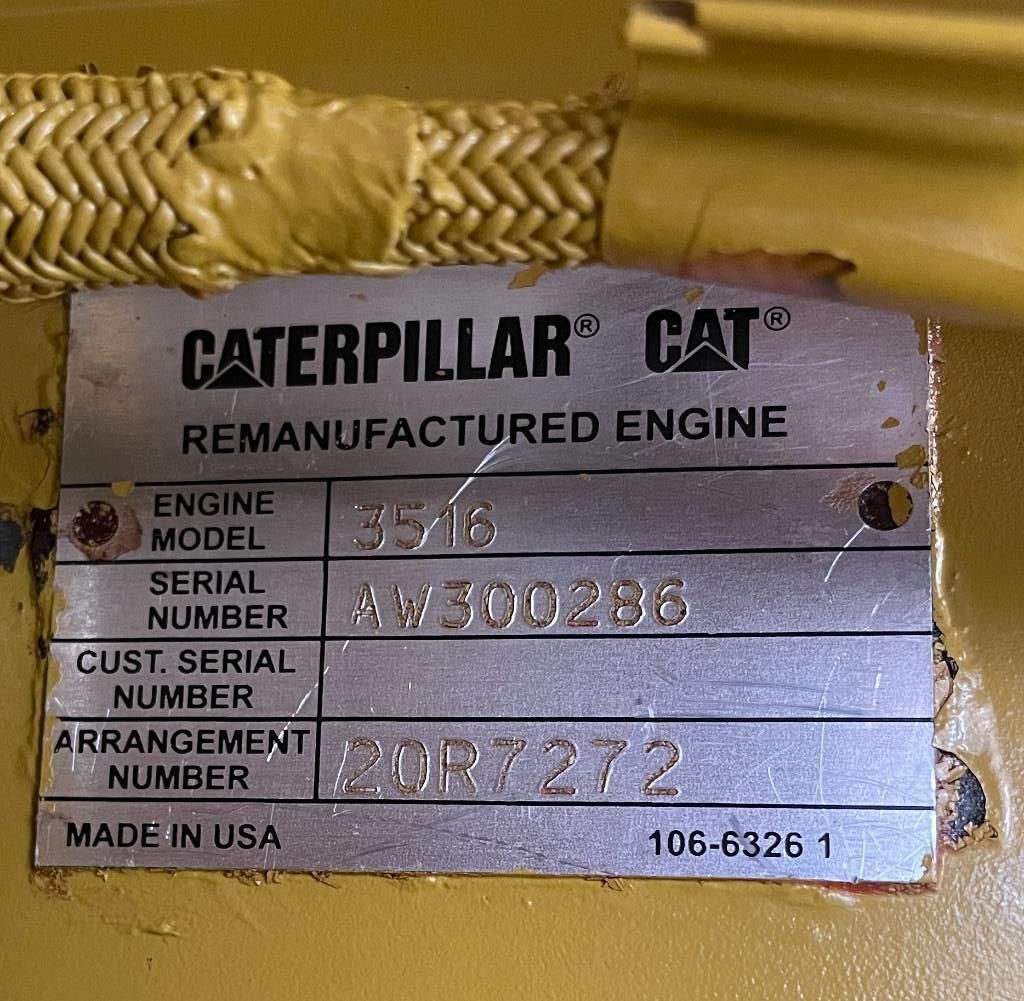 CATERPILLAR® CAT®
REMANUFACTURED ENGINE
ENGINE MODEL 3516
SERIAL NUMBER AW300286
CUST. SERIAL NUMBER
ARRANGEMENT NUMBER 20R7272
MADE IN USA 106-6326 1